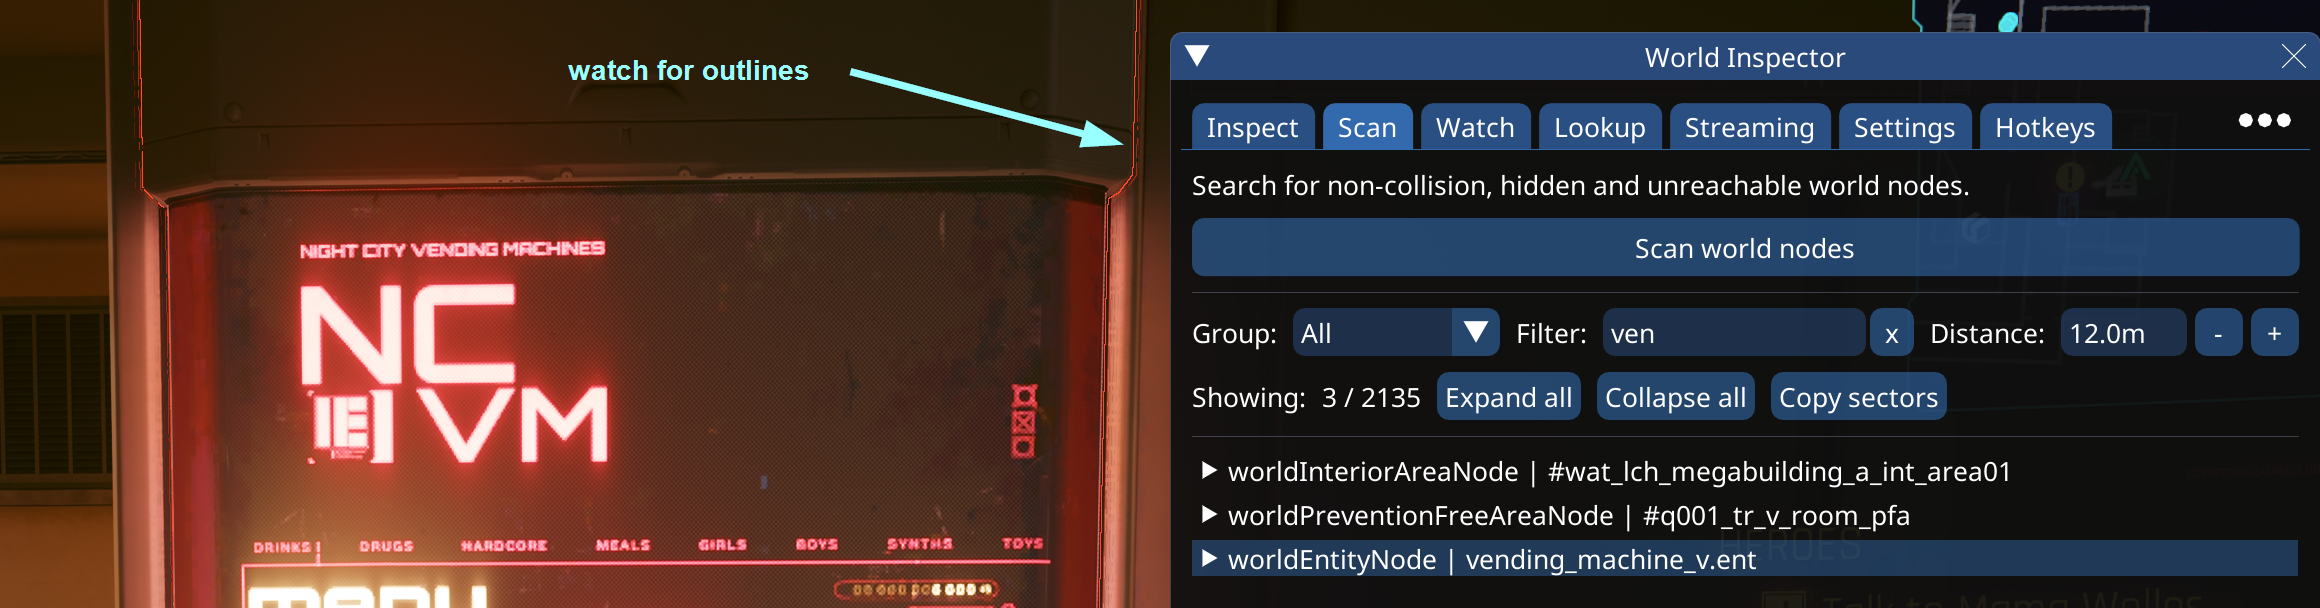 watch for outlines
NIGHT CITY VENDING MACHINES
NC
VM
DRINKS DRUGS HARDCORE MEALS GIRLS BOYS SYNTHS TOYS
menu
World Inspector
Inspect Scan Watch Lookup Streaming Settings Hotkeys
Search for non-collision, hidden and unreachable world nodes.
Scan world nodes
Group: All Filter: ven x Distance: 12.0m - +
Showing: 3 / 2135 Expand all Collapse all Copy sectors
worldInteriorAreaNode | #wat_lch_megabuilding_a_int_area01
worldPreventionFreeAreaNode | #q001_tr_v_room_pfa
worldEntityNode | vending_machine_v.ent
HEROES